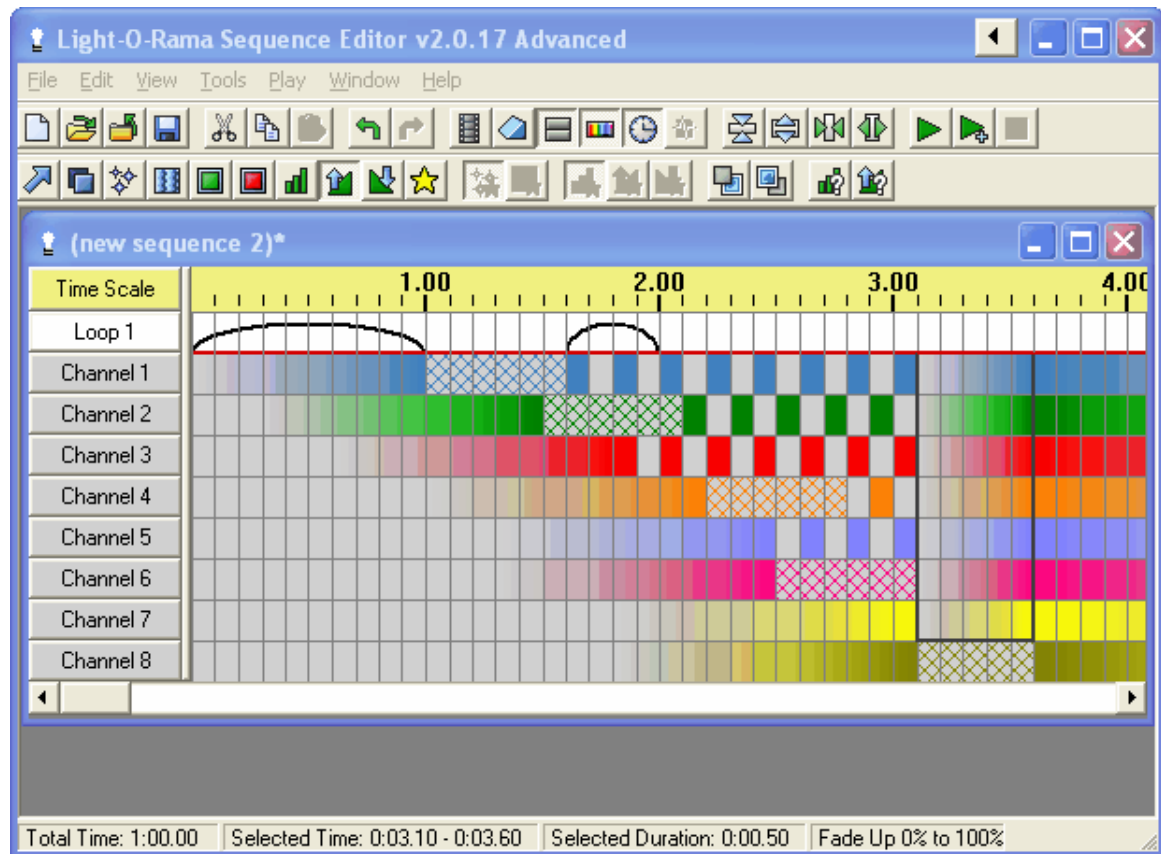 Light-O-Rama Sequence Editor v2.0.17 Advanced
File Edit View Tools Play Window Help
(new sequence 2)*
Time Scale 1.00 2.00 3.00 4.00
Loop 1
Channel 1
Channel 2
Channel 3
Channel 4
Channel 5
Channel 6
Channel 7
Channel 8
Total Time: 1:00.00 Selected Time: 0:03.10 - 0:03.60 Selected Duration: 0:00.50 Fade Up 0% to 100%